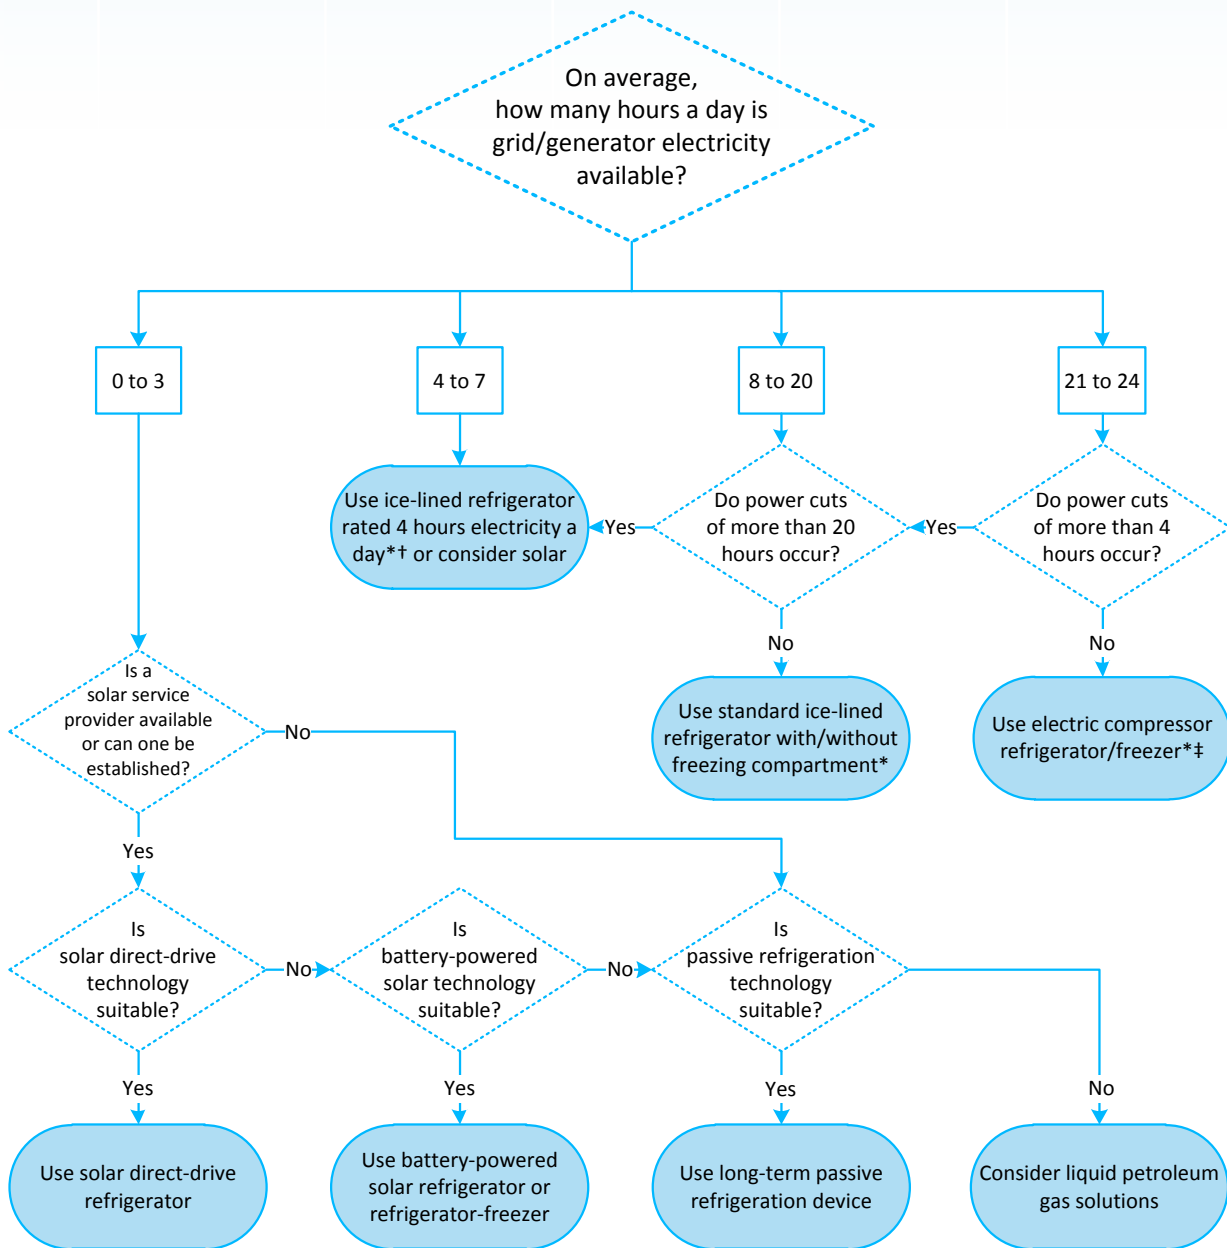 On average,
how many hours a day is
grid/generator electricity
available?
0 to 3
4 to 7
8 to 20
21 to 24
Use ice-lined refrigerator
rated 4 hours electricity a
day*† or consider solar
Yes
Do power cuts
of more than 20
hours occur?
Yes
Do power cuts
of more than 4
hours occur?
No
No
Is a
solar service
provider available
or can one be
established?
No
Use standard ice-lined
refrigerator with/without
freezing compartment*
Use electric compressor
refrigerator/freezer*‡
Yes
Is
solar direct-drive
technology
suitable?
No
Is
battery-powered
solar technology
suitable?
No
Is
passive refrigeration
technology
suitable?
Yes
Yes
Yes
No
Use solar direct-drive
refrigerator
Use battery-powered
solar refrigerator or
refrigerator-freezer
Use long-term passive
refrigeration device
Consider liquid petroleum
gas solutions